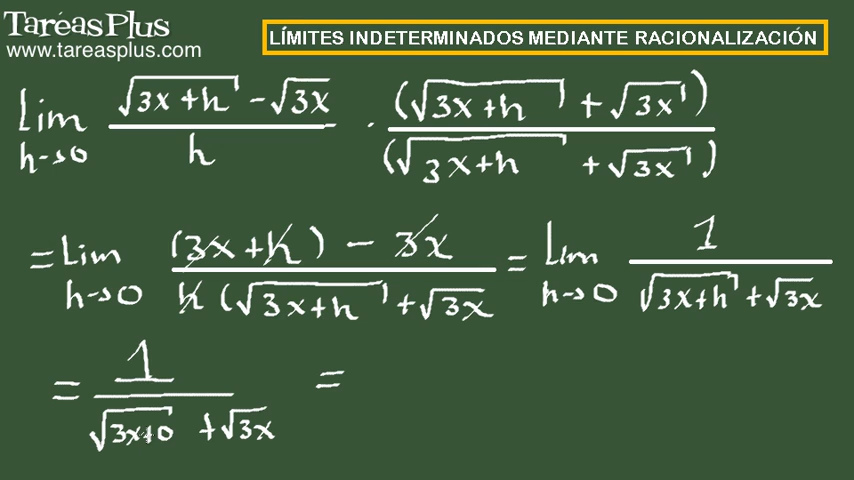 TareasPlus
www.tareasplus.com
LÍMITES INDETERMINADOS MEDIANTE RACIONALIZACIÓN
Lim h→0 (√(3x+h) - √(3x)) / h · (√(3x+h) + √(3x)) / (√(3x+h) + √(3x))
= Lim h→0 ((3x+h) - 3x) / (h(√(3x+h) + √(3x))) = Lim h→0 1 / (√(3x+h) + √(3x))
= 1 / (√(3x+0) + √(3x)) =